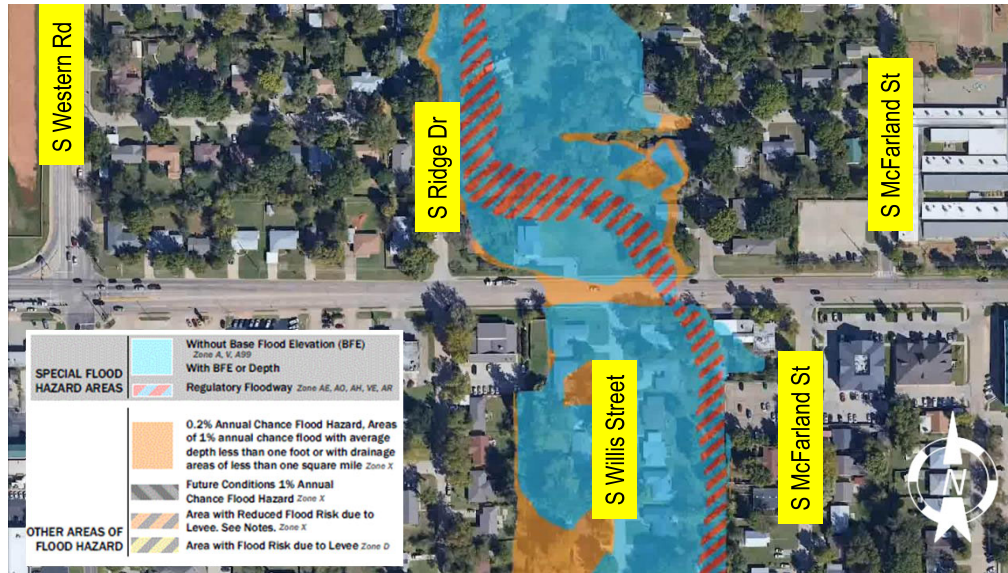 S Western Rd
S Ridge Dr
S McFarland St
S Willis Street
S McFarland St
N
SPECIAL FLOOD
HAZARD AREAS
Without Base Flood Elevation (BFE)
Zone A, V, A99
With BFE or Depth
Regulatory Floodway Zone AE, AO, AH, VE, AR
OTHER AREAS OF
FLOOD HAZARD
0.2% Annual Chance Flood Hazard, Areas
of 1% annual chance flood with average
depth less than one foot or with drainage
areas of less than one square mile Zone X
Future Conditions 1% Annual
Chance Flood Hazard Zone X
Area with Reduced Flood Risk due to
Levee. See Notes. Zone X
Area with Flood Risk due to Levee Zone D